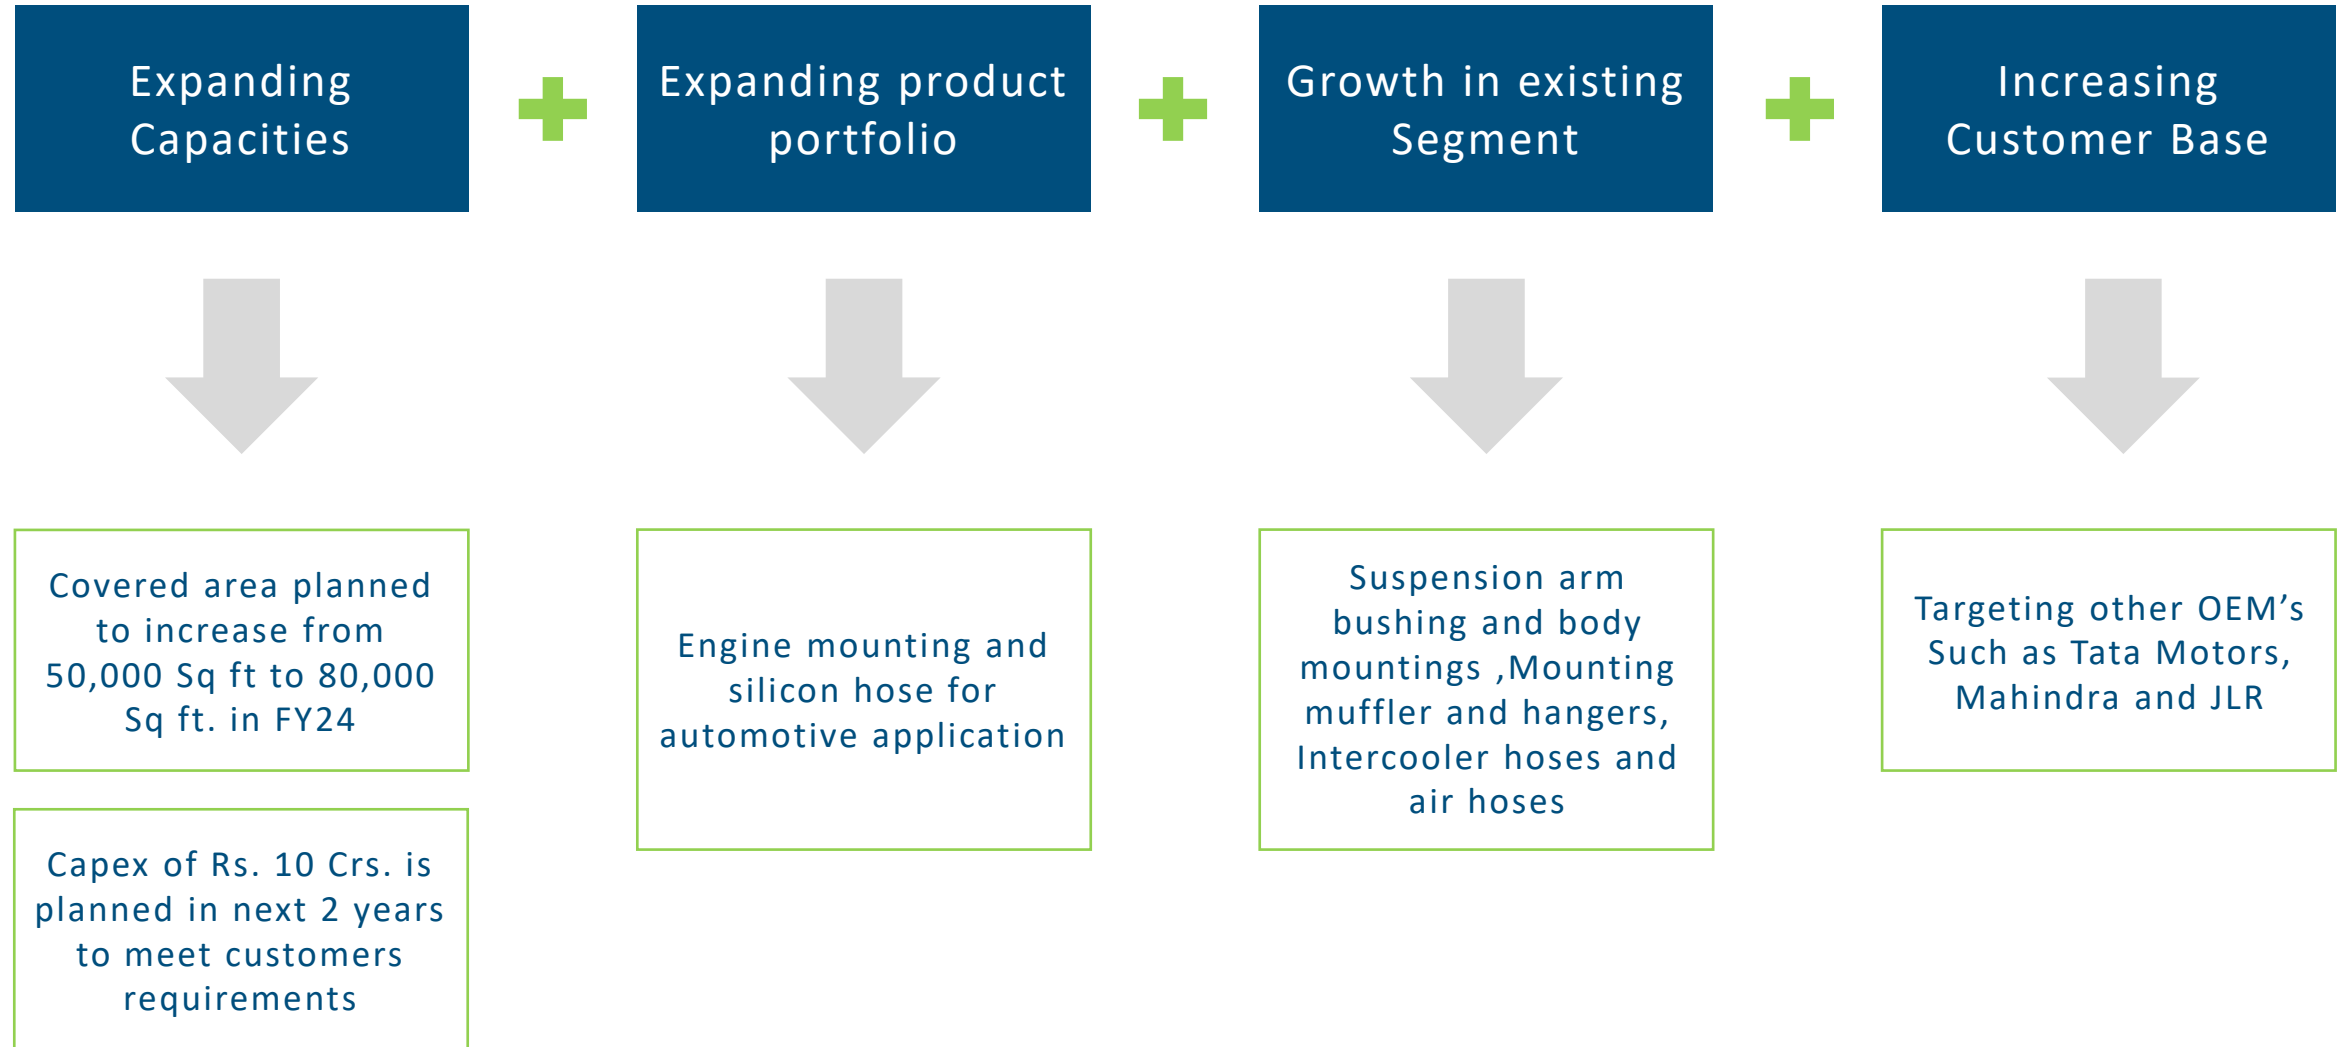 Expanding
Capacities
Expanding product
portfolio
Growth in existing
Segment
Increasing
Customer Base
Covered area planned
to increase from
50,000 Sq ft to 80,000
Sq ft. in FY24
Capex of Rs. 10 Crs. is
planned in next 2 years
to meet customers
requirements
Engine mounting and
silicon hose for
automotive application
Suspension arm
bushing and body
mountings ,Mounting
muffler and hangers,
Intercooler hoses and
air hoses
Targeting other OEM’s
Such as Tata Motors,
Mahindra and JLR